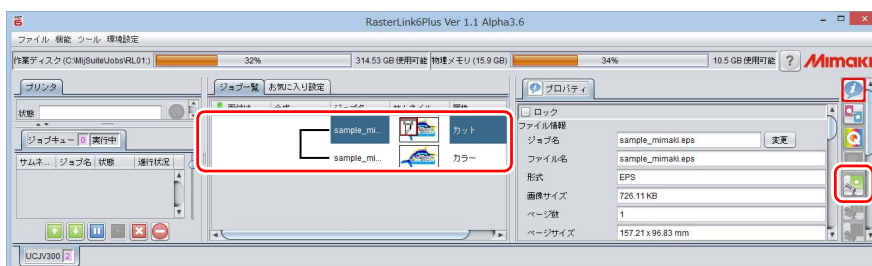 RasterLink6Plus Ver 1.1 Alpha3.6
ファイル 機能 ツール 環境設定
作業ディスク (C:\MijSuite\Jobs\RL01:) 32% 314.53 GB 使用可能 物理メモリ (15.9 GB) 34% 10.5 GB 使用可能 ? Mimaki
プリンタ ジョブ一覧 お気に入り設定 プロパティ
状態
ロック
ファイル情報
sample_mi... カット
ジョブ名 sample_mimaki.eps 変更
ジョブキュー 0 実行中
sample_mi... カラー
ファイル名 sample_mimaki.eps
サムネ... ジョブ名 状態 進行状況
形式 EPS
画像サイズ 726.11 KB
ページ数 1
ページサイズ 157.21 x 96.83 mm
UCJV300 2